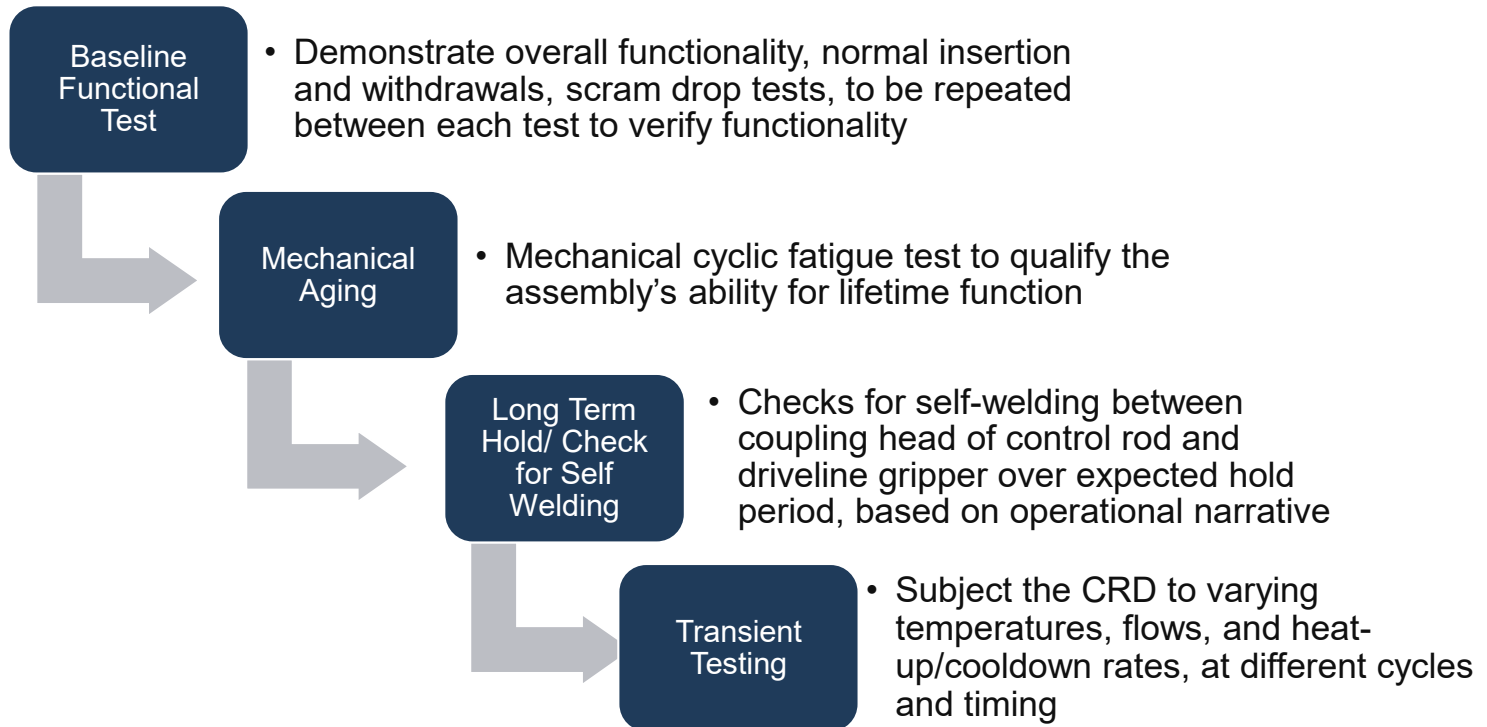 Baseline
Functional
Test
• Demonstrate overall functionality, normal insertion
and withdrawals, scram drop tests, to be repeated
between each test to verify functionality
Mechanical
Aging
• Mechanical cyclic fatigue test to qualify the
assembly’s ability for lifetime function
Long Term
Hold/ Check
for Self
Welding
• Checks for self-welding between
coupling head of control rod and
driveline gripper over expected hold
period, based on operational narrative
Transient
Testing
• Subject the CRD to varying
temperatures, flows, and heat-
up/cooldown rates, at different cycles
and timing